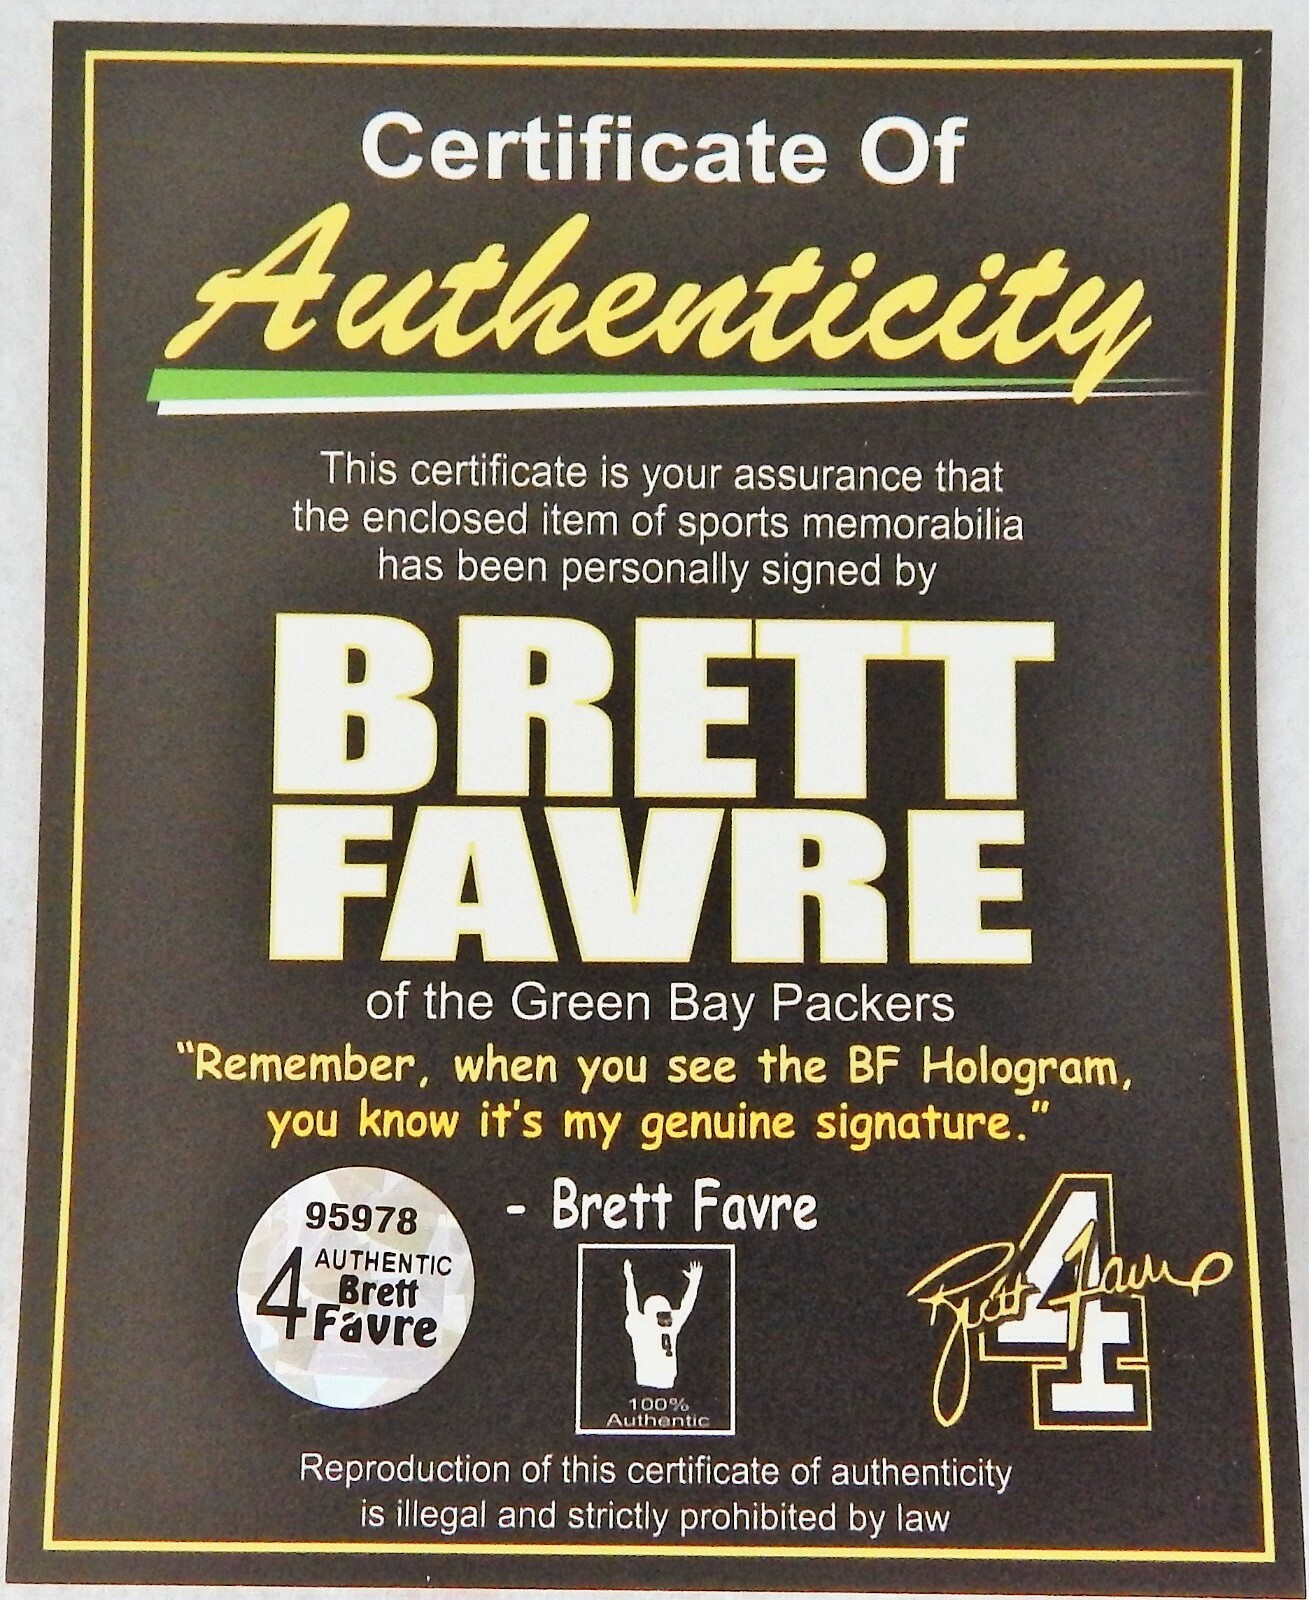 Certificate Of
Authenticity
This certificate is your assurance that
the enclosed item of sports memorabilia
has been personally signed by
BRETT
FAVRE
of the Green Bay Packers
“Remember, when you see the BF Hologram,
you know it's my genuine signature.”
- Brett Favre
95978
4 AUTHENTIC
Brett
Favre
4
100%
Authentic
4
Brett Favre
Reproduction of this certificate of authenticity
is illegal and strictly prohibited by law